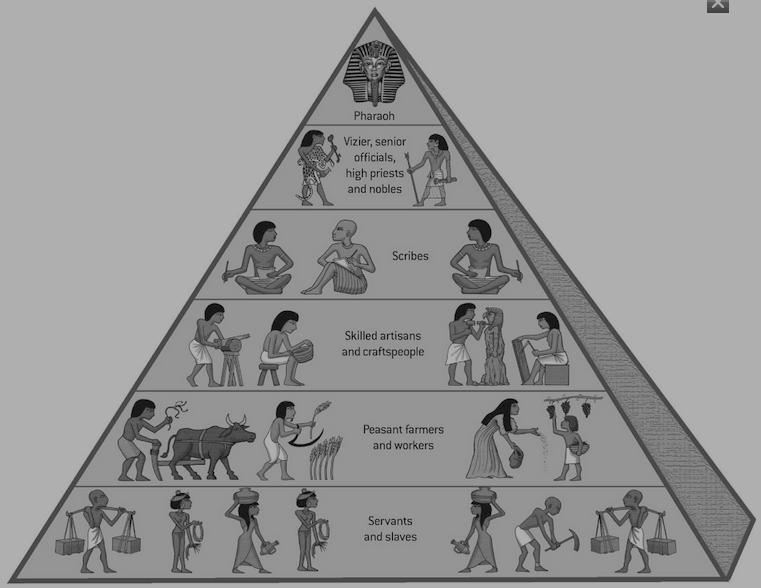 Pharaoh
Vizier, senior
officials,
high priests
and nobles
Scribes
Skilled artisans
and craftspeople
Peasant farmers
and workers
Servants
and slaves